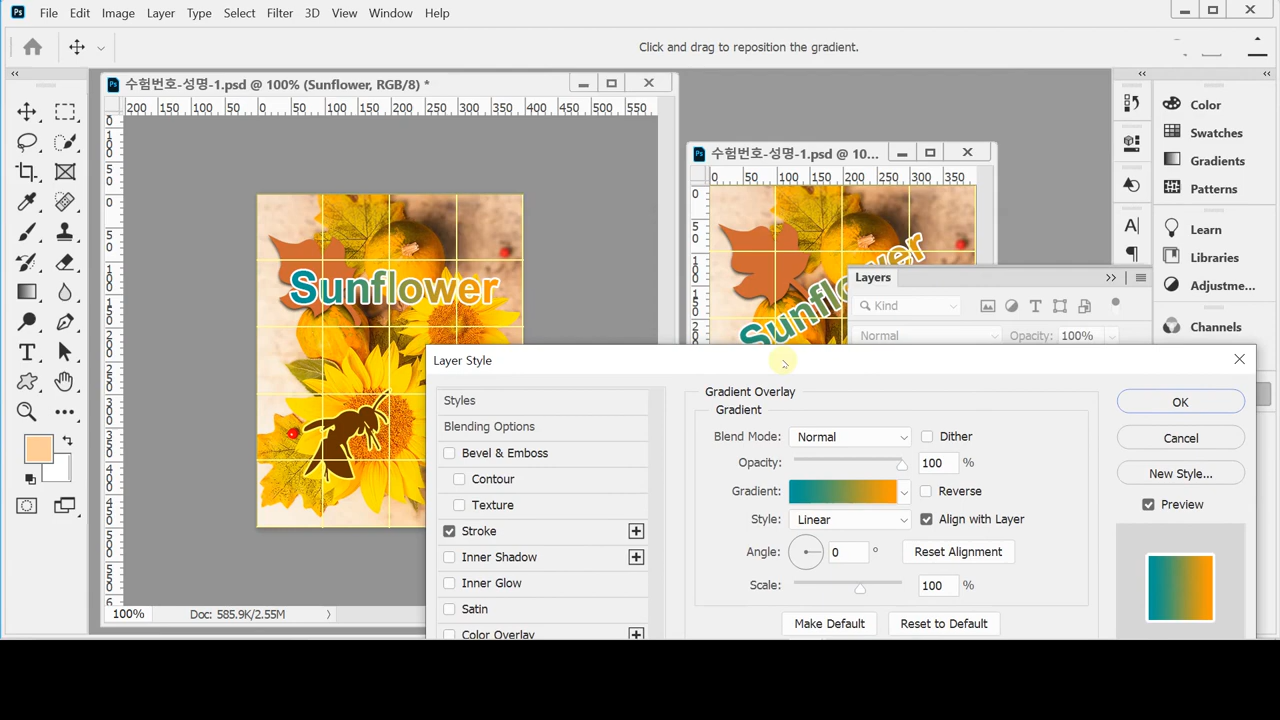 Ps File Edit Image Layer Type Select Filter 3D View Window Help
Click and drag to reposition the gradient.
Ps 수험번호-성명-1.psd @ 100% (Sunflower, RGB/8) *
200 150 100 50 0 50 100 150 200 250 300 350 400 450 500 550
Sunflower
100% Doc: 585.9K/2.55M
Ps 수험번호-성명-1.psd @ 10...
0 50 100 150 200 250 300 350
Sunflower
Layers
Kind
Normal Opacity: 100%
Color
Swatches
Gradients
Patterns
Learn
Libraries
Adjustme...
Channels
Layer Style
Styles
Blending Options
Bevel & Emboss
Contour
Texture
Stroke
Inner Shadow
Inner Glow
Satin
Color Overlay
Gradient Overlay
Gradient
Blend Mode: Normal Dither
Opacity: 100 %
Gradient: Reverse
Style: Linear Align with Layer
Angle: 0 ° Reset Alignment
Scale: 100 %
Make Default Reset to Default
OK
Cancel
New Style...
Preview